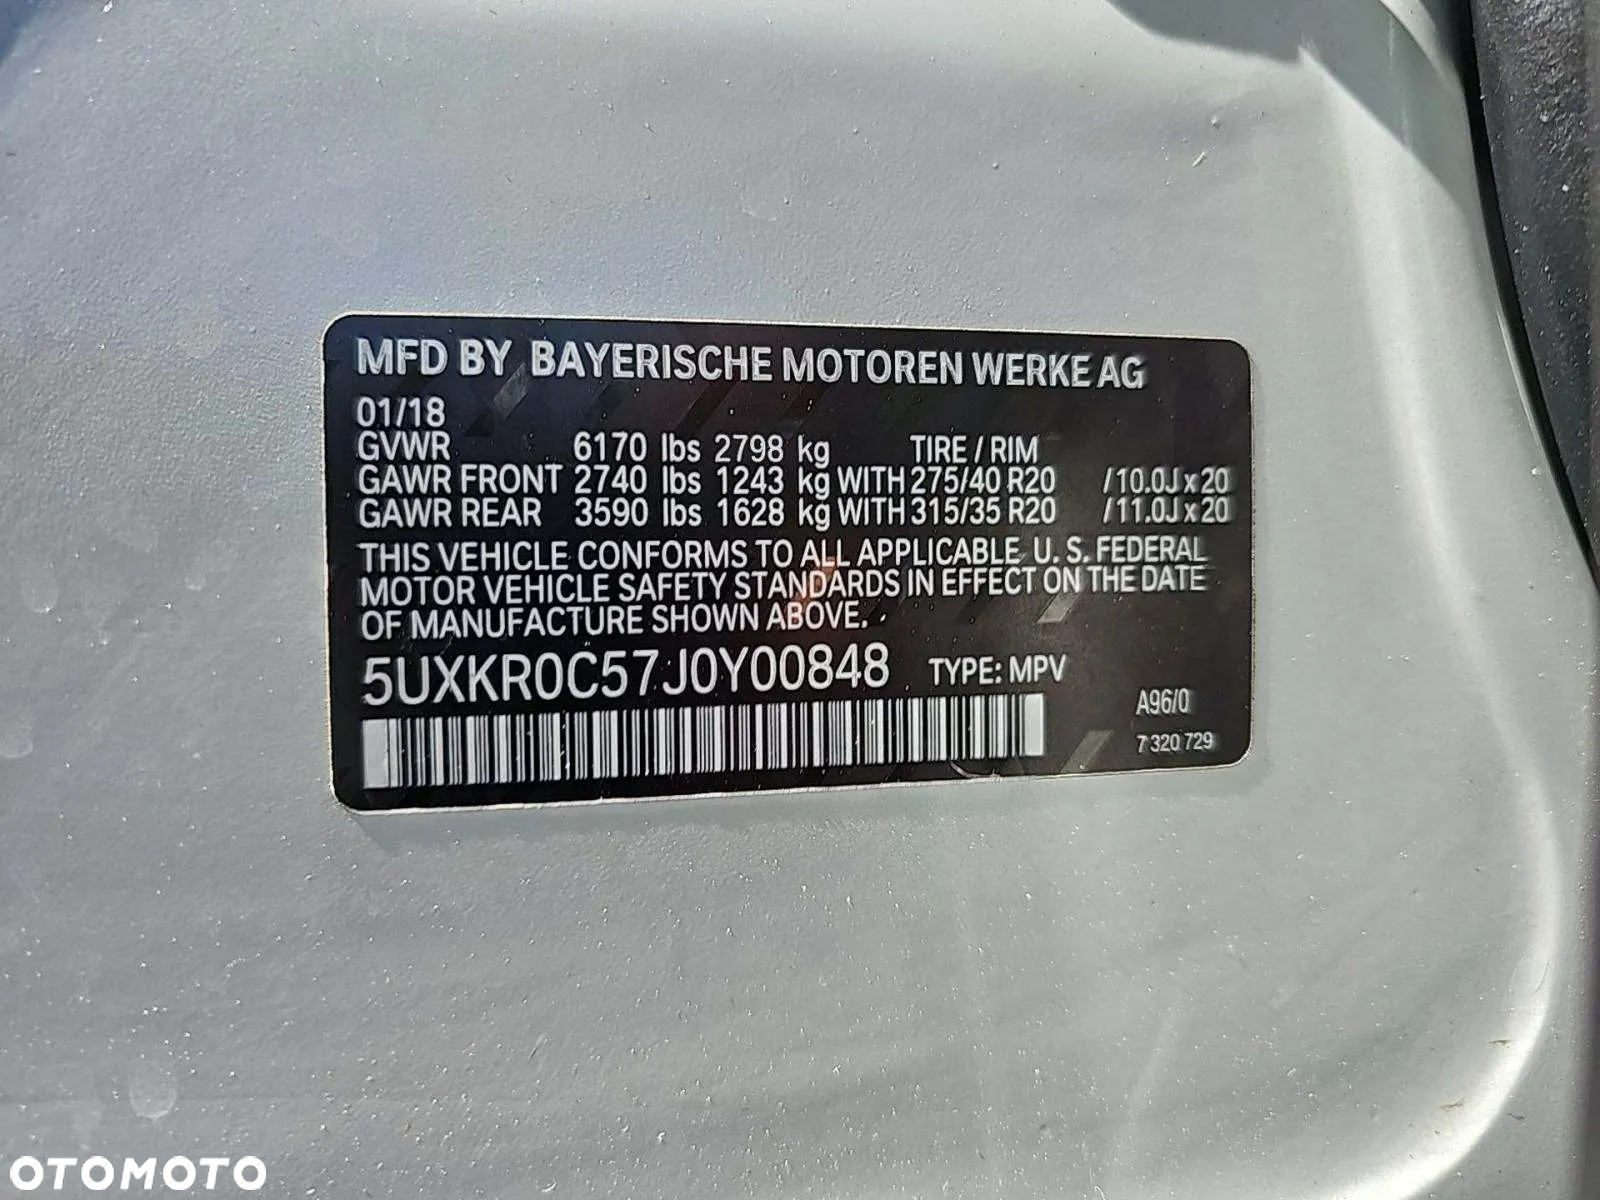 MFD BY BAYERISCHE MOTOREN WERKE AG
01/18
GVWR 6170 lbs 2798 kg TIRE / RIM
GAWR FRONT 2740 lbs 1243 kg WITH 275/40 R20 /10.0J x 20
GAWR REAR 3590 lbs 1628 kg WITH 315/35 R20 /11.0J x 20
THIS VEHICLE CONFORMS TO ALL APPLICABLE U. S. FEDERAL
MOTOR VEHICLE SAFETY STANDARDS IN EFFECT ON THE DATE
OF MANUFACTURE SHOWN ABOVE.
5UXKR0C57J0Y00848 TYPE: MPV
A96/0
7 320 729
OTOMOTO